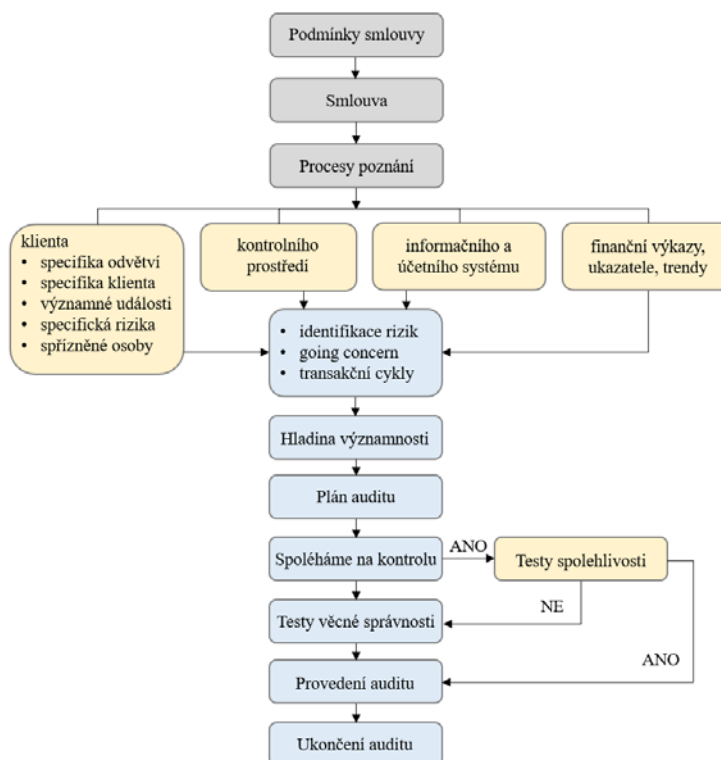 Podmínky smlouvy
Smlouva
Procesy poznání
klienta
• specifika odvětví
• specifika klienta
• významné události
• specifická rizika
• spřízněné osoby
kontrolního
prostředí
informačního a
účetního systému
finanční výkazy,
ukazatele, trendy
• identifikace rizik
• going concern
• transakční cykly
Hladina významnosti
Plán auditu
Spoléháme na kontrolu
ANO
Testy spolehlivosti
NE
Testy věcné správnosti
ANO
Provedení auditu
Ukončení auditu